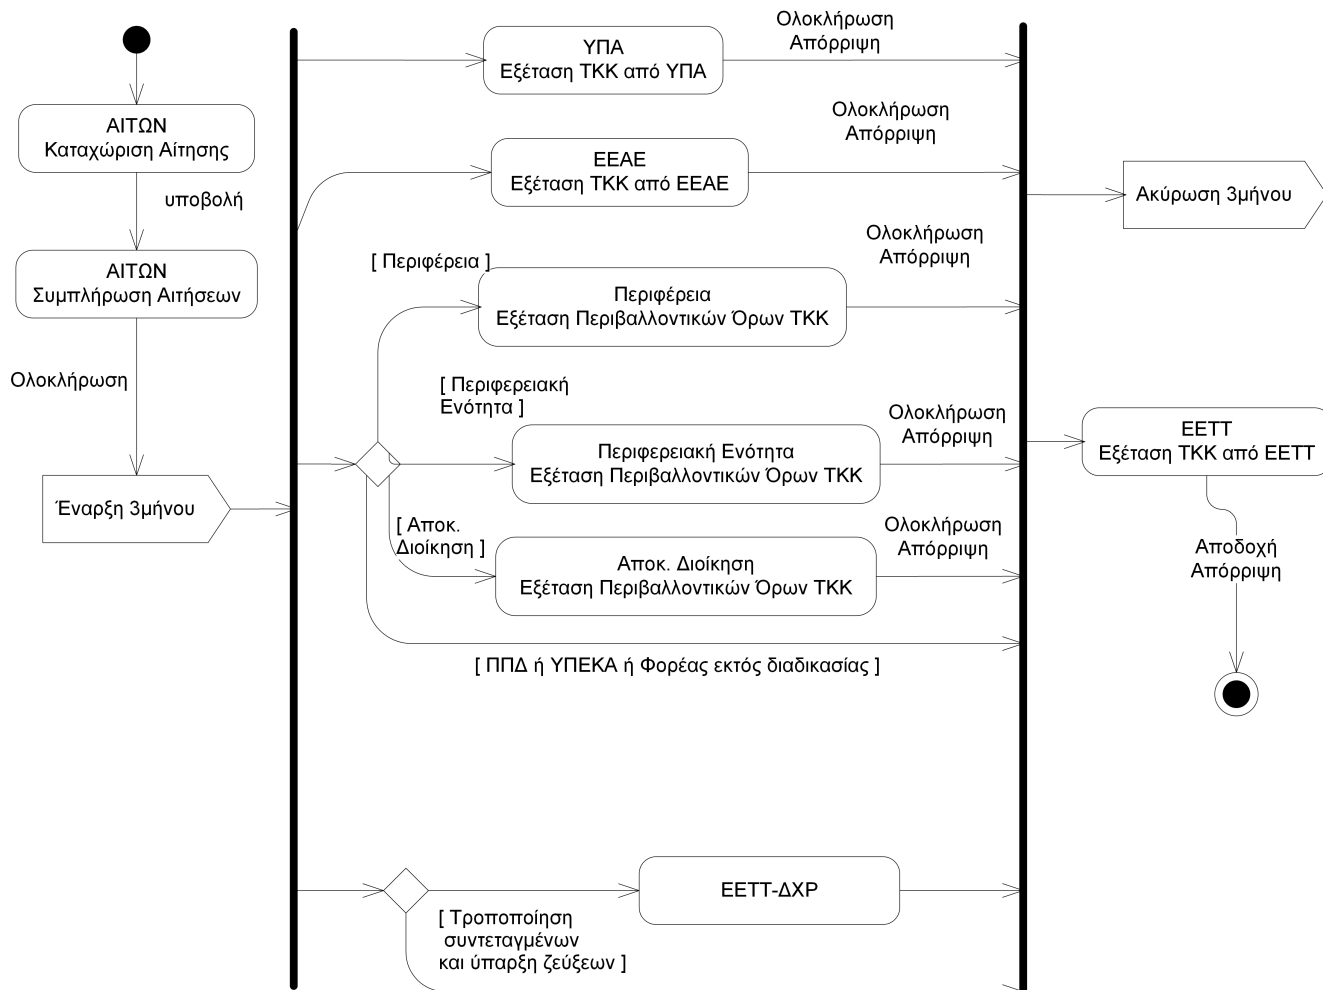 ΑΙΤΩΝ
Καταχώριση Αίτησης
υποβολή
ΑΙΤΩΝ
Συμπλήρωση Αιτήσεων
Ολοκλήρωση
Έναρξη 3μήνου
ΥΠΑ
Εξέταση ΤΚΚ από ΥΠΑ
Ολοκλήρωση
Απόρριψη
ΕΕΑΕ
Εξέταση ΤΚΚ από ΕΕΑΕ
Ολοκλήρωση
Απόρριψη
[ Περιφέρεια ]
Περιφέρεια
Εξέταση Περιβαλλοντικών Όρων ΤΚΚ
Ολοκλήρωση
Απόρριψη
[ Περιφερειακή
Ενότητα ]
Περιφερειακή Ενότητα
Εξέταση Περιβαλλοντικών Όρων ΤΚΚ
Ολοκλήρωση
Απόρριψη
[ Αποκ.
Διοίκηση ]
Αποκ. Διοίκηση
Εξέταση Περιβαλλοντικών Όρων ΤΚΚ
Ολοκλήρωση
Απόρριψη
[ ΠΠΔ ή ΥΠΕΚΑ ή Φορέας εκτός διαδικασίας ]
ΕΕΤΤ-ΔΧΡ
[ Τροποποίηση
συντεταγμένων
και ύπαρξη ζεύξεων ]
Ακύρωση 3μήνου
ΕΕΤΤ
Εξέταση ΤΚΚ από ΕΕΤΤ
Αποδοχή
Απόρριψη